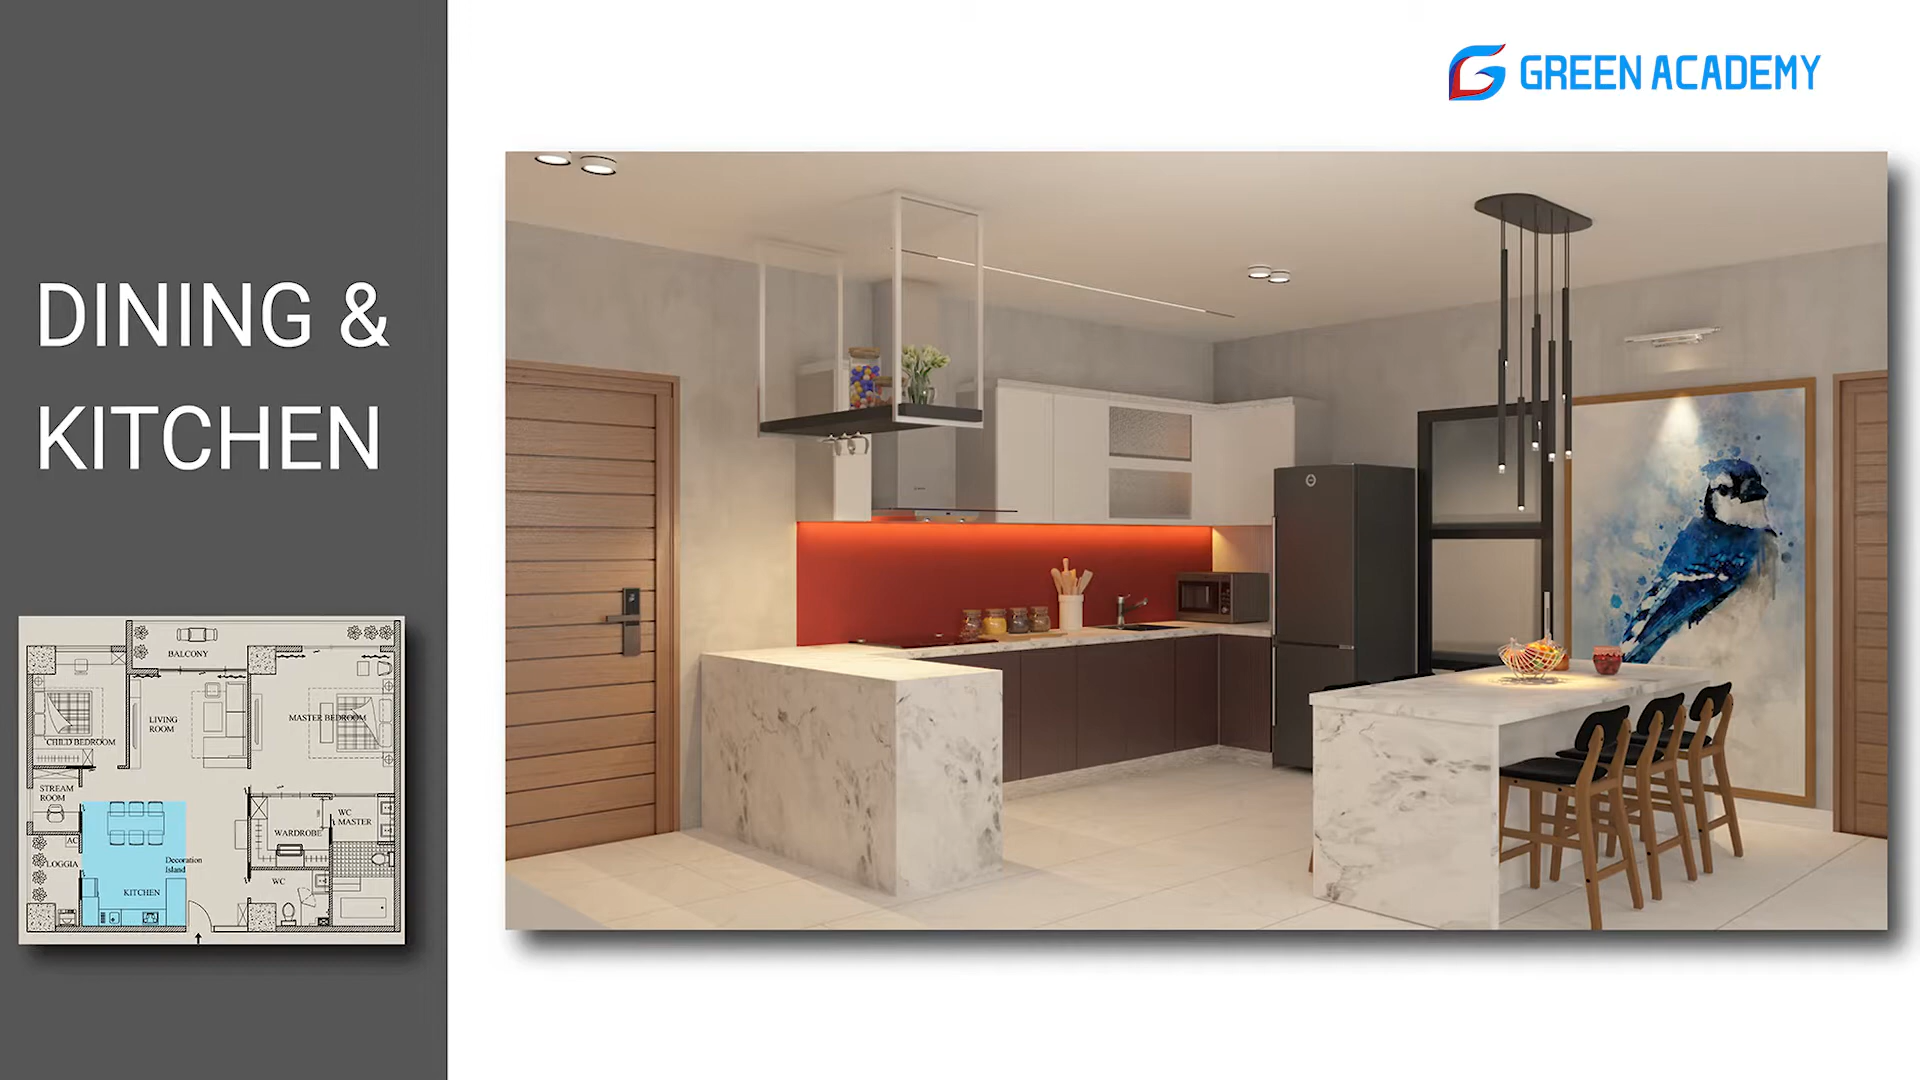 GREEN ACADEMY
DINING &
KITCHEN
BALCONY
LIVING
ROOM
MASTER BEDROOM
CHILD BEDROOM
STREAM
ROOM
WC
MASTER
WARDROBE
AC
LOGGIA
Decoration
Island
KITCHEN
WC